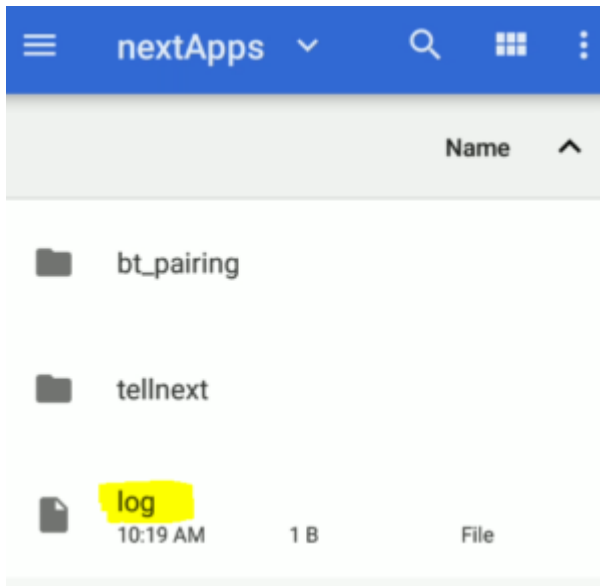 nextApps
Name
bt_pairing
tellnext
log
10:19 AM 1 B File